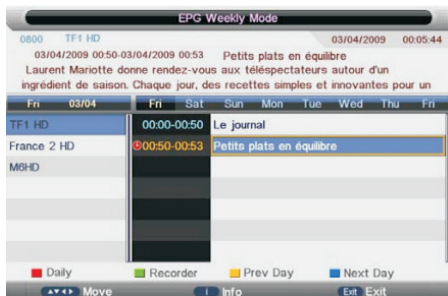 EPG Weekly Mode
0800 TF1 HD 03/04/2009 00:05:44
03/04/2009 00:50-03/04/2009 00:53 Petits plats en équilibre
Laurent Mariotte donne rendez-vous aux téléspectateurs autour d'un
ingrédient de saison. Chaque jour, des recettes simples et innovantes pour un
Fri 03/04 Fri Sat Sun Mon Tue Wed Thu Fri
TF1 HD 00:00-00:50 Le journal
France 2 HD 00:50-00:53 Petits plats en équilibre
M6HD
Daily Recorder Prev Day Next Day
Move i Info Exit Exit